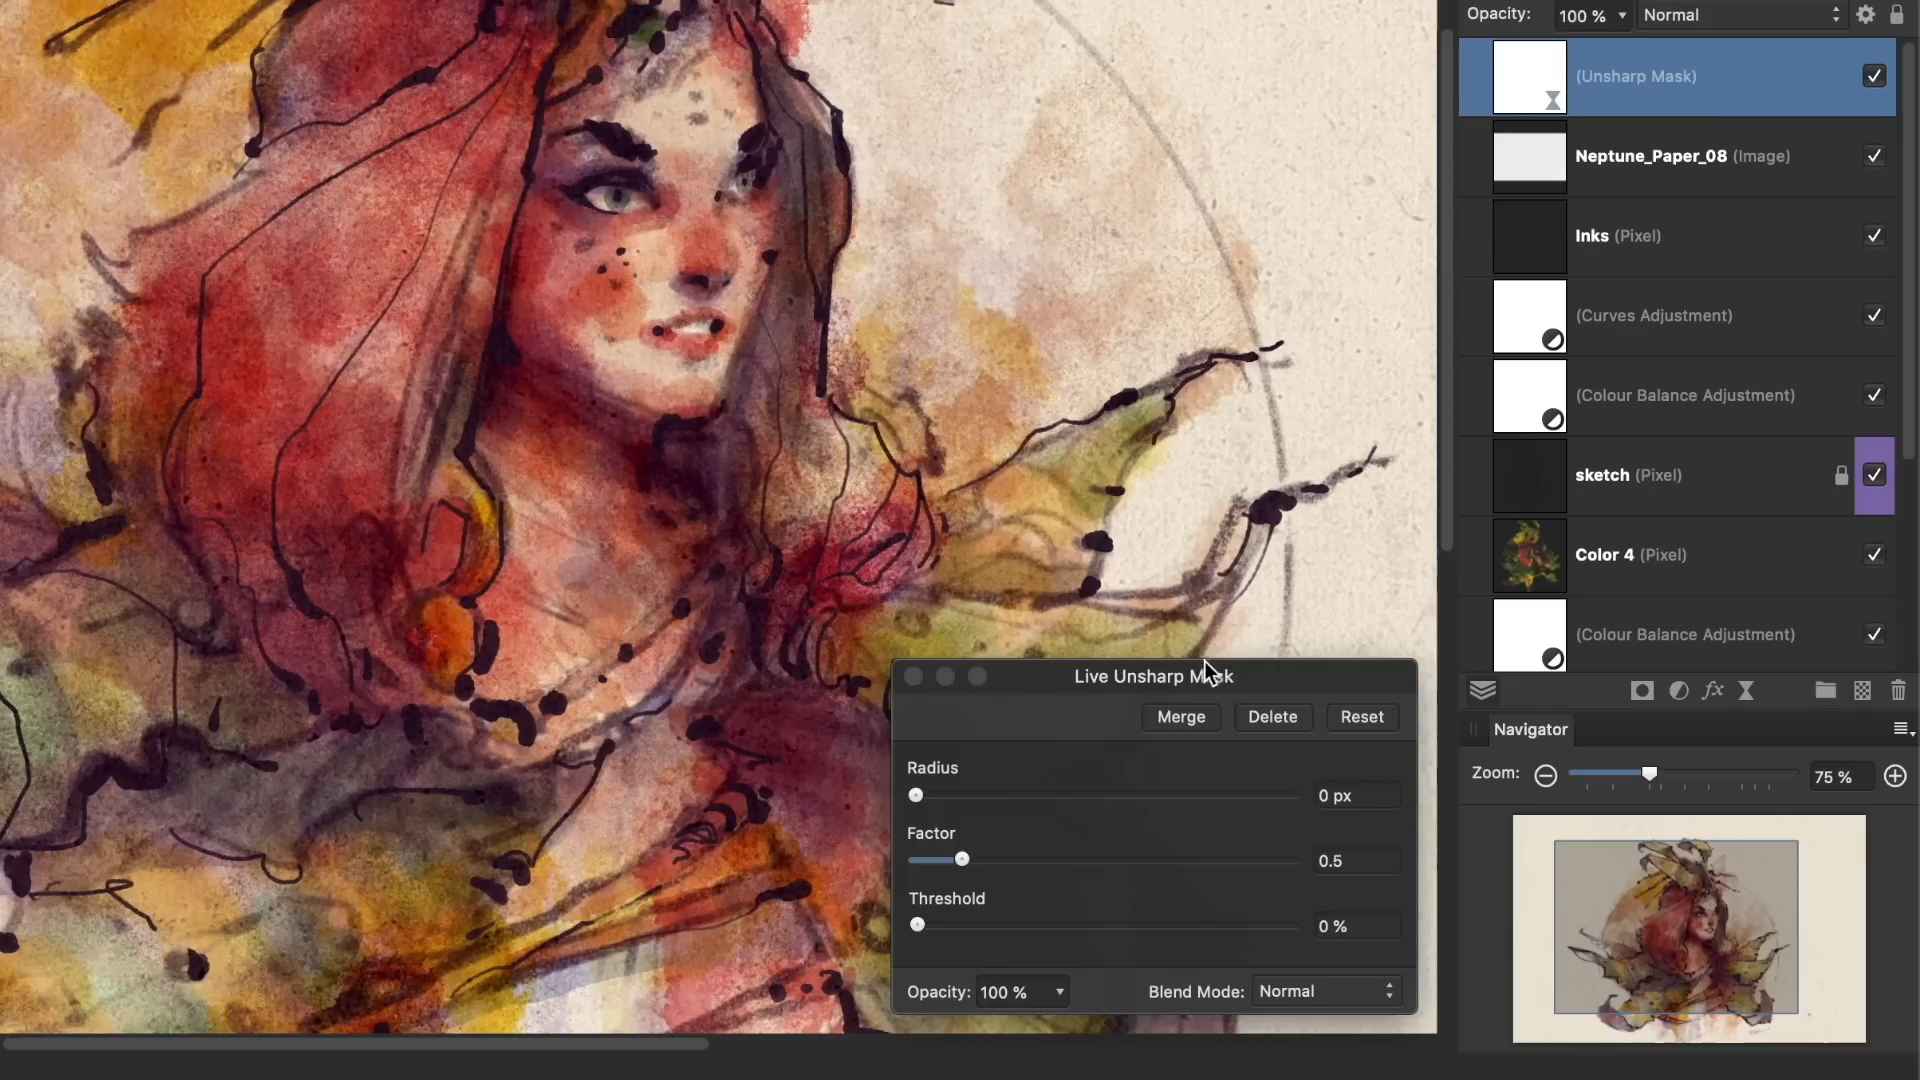 Opacity: 100 % Normal
(Unsharp Mask)
Neptune_Paper_08 (Image)
Inks (Pixel)
(Curves Adjustment)
(Colour Balance Adjustment)
sketch (Pixel)
Color 4 (Pixel)
(Colour Balance Adjustment)
fx
Navigator
Zoom: 75 %
Live Unsharp Mask
Merge Delete Reset
Radius
0 px
Factor
0.5
Threshold
0 %
Opacity: 100 % Blend Mode: Normal